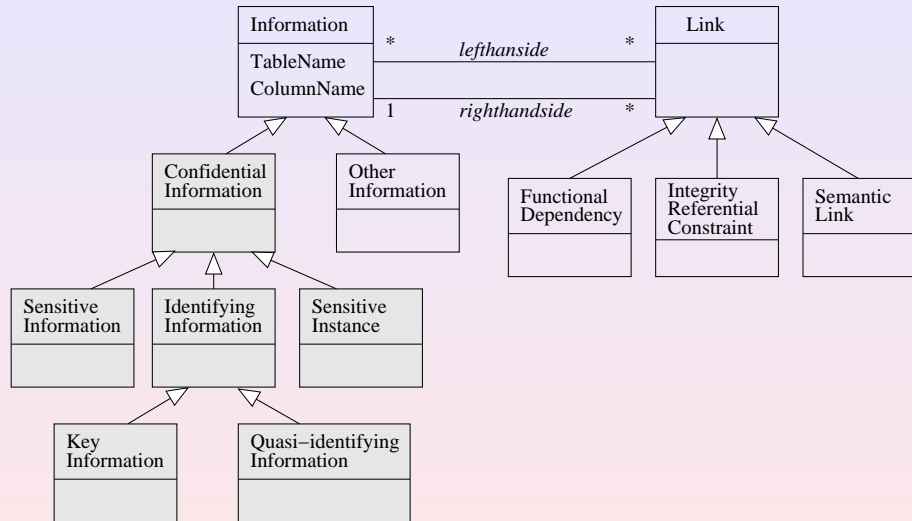 Information
Link
*
lefthanside
*
TableName
ColumnName
1
righthandside
*
Confidential
Information
Other
Information
Functional
Dependency
Integrity
Referential
Constraint
Semantic
Link
Sensitive
Information
Identifying
Information
Sensitive
Instance
Key
Information
Quasi−identifying
Information